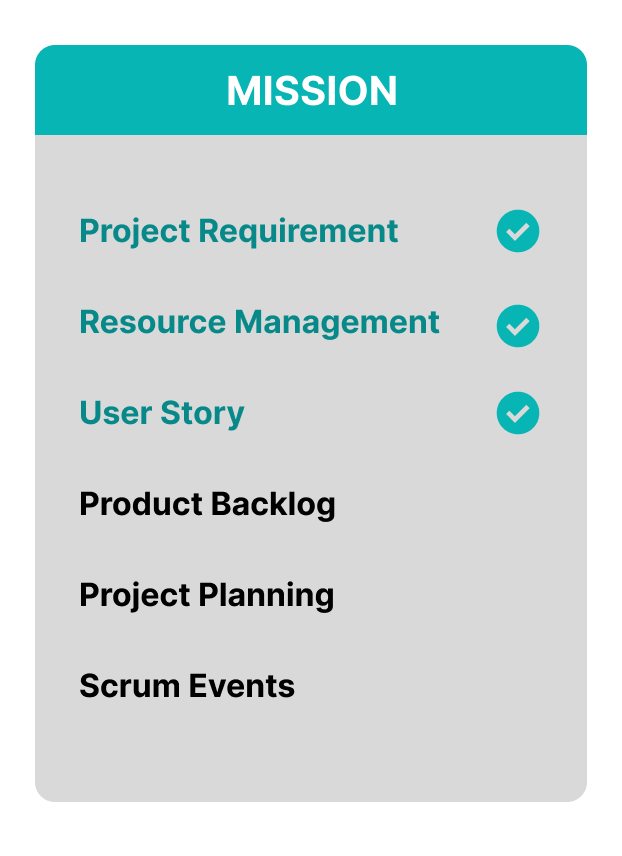 MISSION
Project Requirement
Resource Management
User Story
Product Backlog
Project Planning
Scrum Events